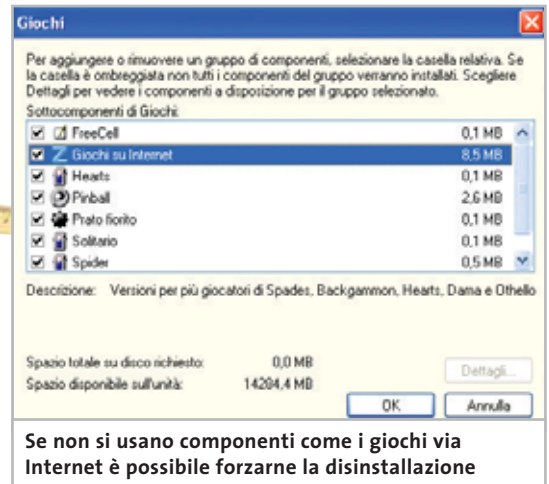 Giochi
Per aggiungere o rimuovere un gruppo di componenti, selezionare la casella relativa. Se
la casella è ombreggiata non tutti i componenti del gruppo verranno installati. Scegliere
Dettagli per vedere i componenti a disposizione per il gruppo selezionato.
Sottocomponenti di Giochi:
FreeCell 0,1 MB
Giochi su Internet 8,5 MB
Hearts 0,1 MB
Pinball 2,6 MB
Prato fiorito 0,1 MB
Solitario 0,1 MB
Spider 0,5 MB
Descrizione: Versioni per più giocatori di Spades, Backgammon, Hearts, Dama e Othello
Spazio totale su disco richiesto: 0,0 MB
Dettagli...
Spazio disponibile sull'unità: 14204,4 MB
OK Annulla
Se non si usano componenti come i giochi via
Internet è possibile forzarne la disinstallazione